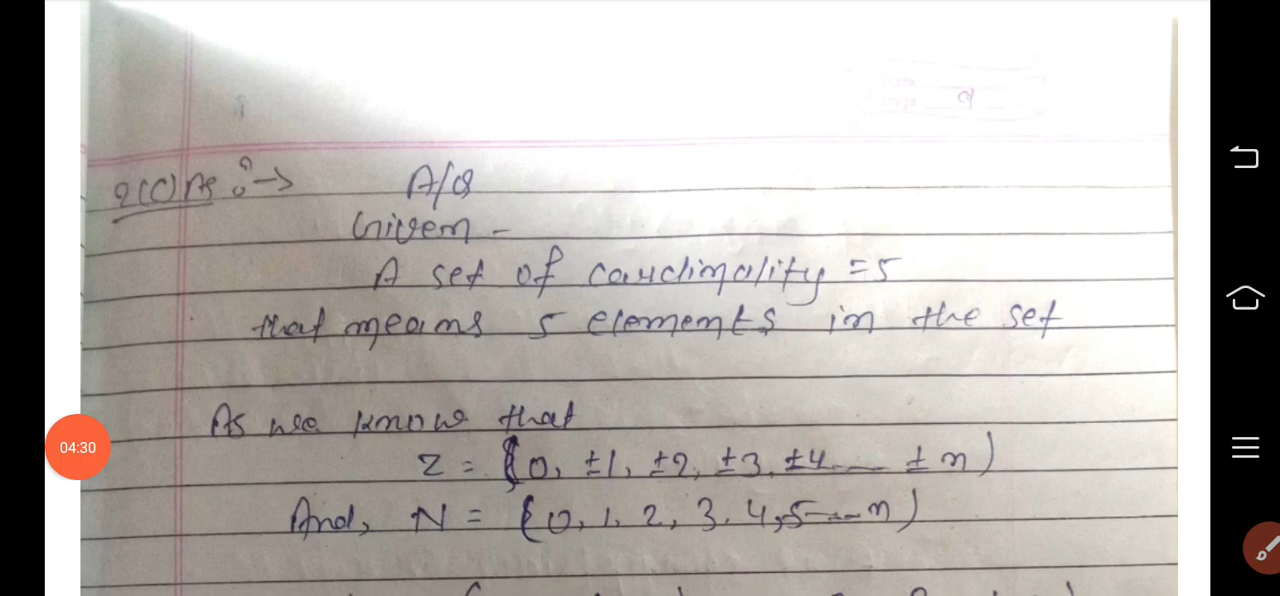 2(C) As :→ A/Q
Given -
A set of cardinality = 5
that means 5 elements in the set
As we know that
Z = {0, ±1, ±2, ±3, ±4 ---- ± n)
And, N = {0, 1, 2, 3, 4, 5---n)
04:30